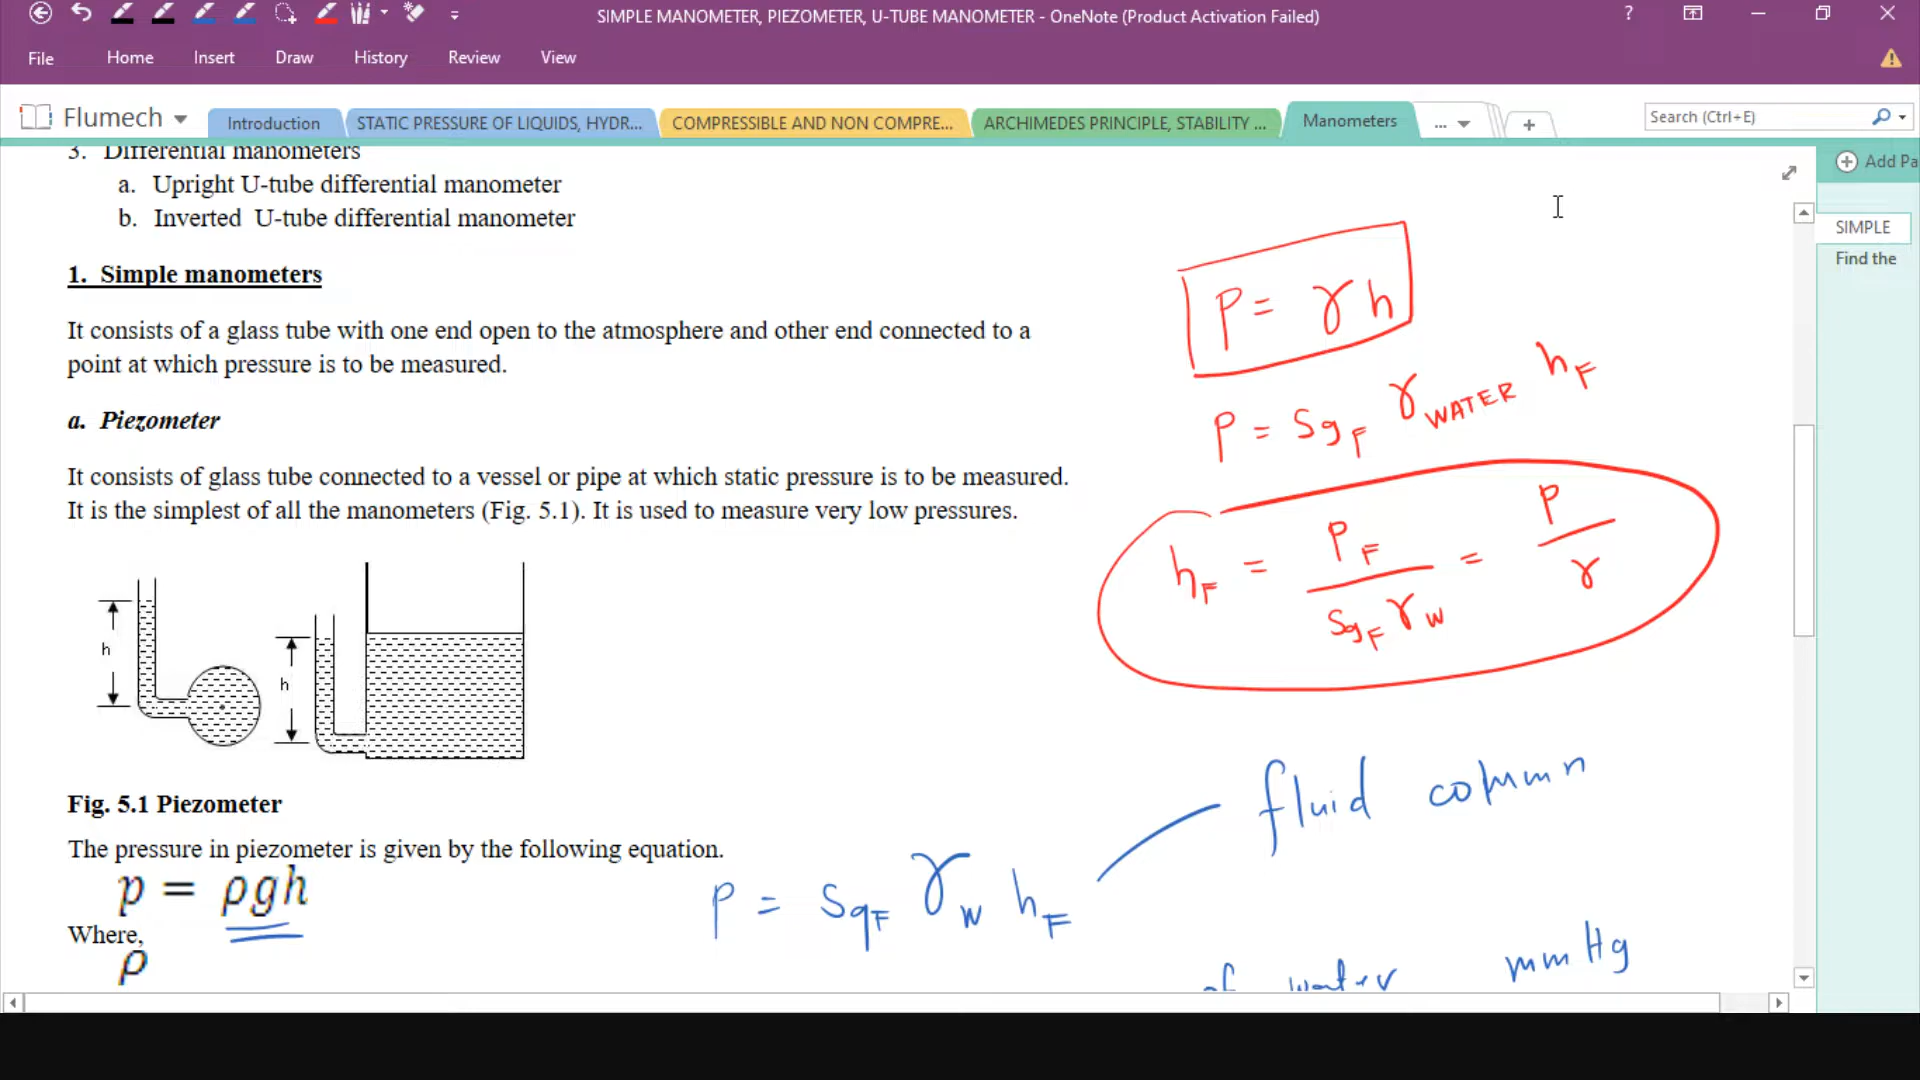 SIMPLE MANOMETER, PIEZOMETER, U-TUBE MANOMETER - OneNote (Product Activation Failed)
?
File Home Insert Draw History Review View
Flumech Introduction STATIC PRESSURE OF LIQUIDS, HYDR... COMPRESSIBLE AND NON COMPRE... ARCHIMEDES PRINCIPLE, STABILITY ... Manometers ... + Search (Ctrl+E)
Add Pa
SIMPLE
Find the
3. Differential manometers
a. Upright U-tube differential manometer
b. Inverted U-tube differential manometer
1. Simple manometers
It consists of a glass tube with one end open to the atmosphere and other end connected to a
point at which pressure is to be measured.
a. Piezometer
It consists of glass tube connected to a vessel or pipe at which static pressure is to be measured.
It is the simplest of all the manometers (Fig. 5.1). It is used to measure very low pressures.
h
h
Fig. 5.1 Piezometer
The pressure in piezometer is given by the following equation.
p = ρgh
Where,
ρ
P = γ h
P = Sg_F γ_WATER h_F
h_F = P_F / Sg_F γ_W = P / γ
fluid column
P = Sg_F γ_W h_F
of water mmHg